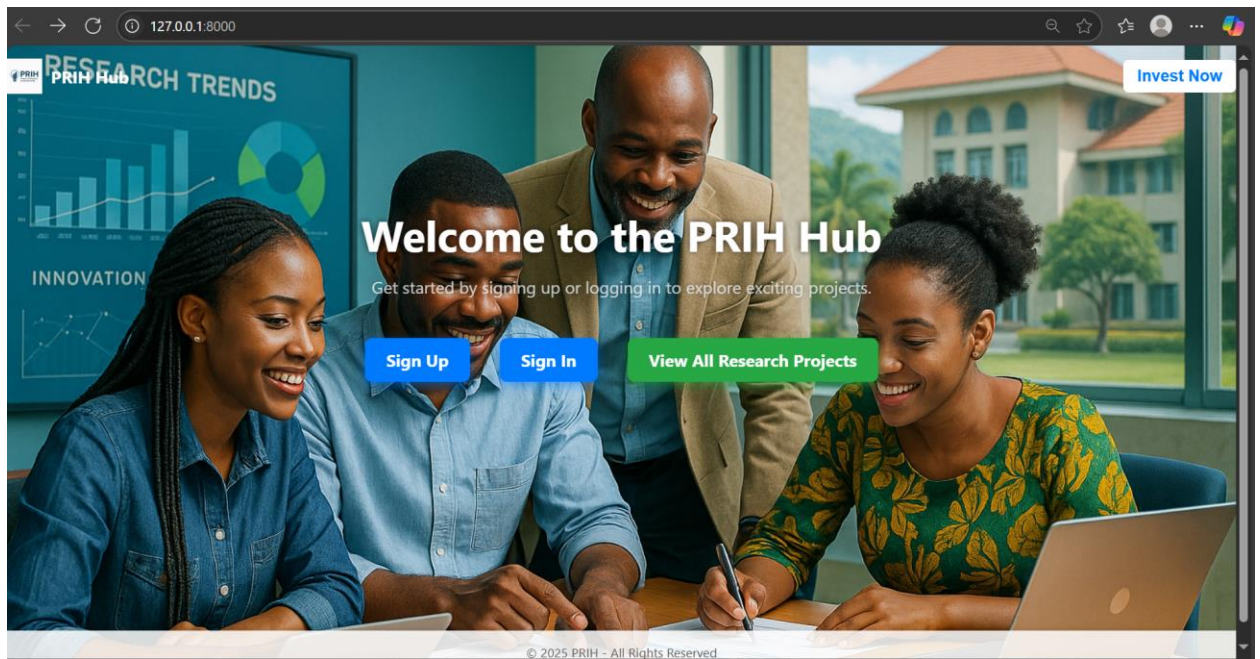 127.0.0.1:8000
PRIH
PRIH Hub
RESEARCH TRENDS
Invest Now
INNOVATION
Welcome to the PRIH Hub
Get started by signing up or logging in to explore exciting projects.
Sign Up
Sign In
View All Research Projects
© 2025 PRIH - All Rights Reserved